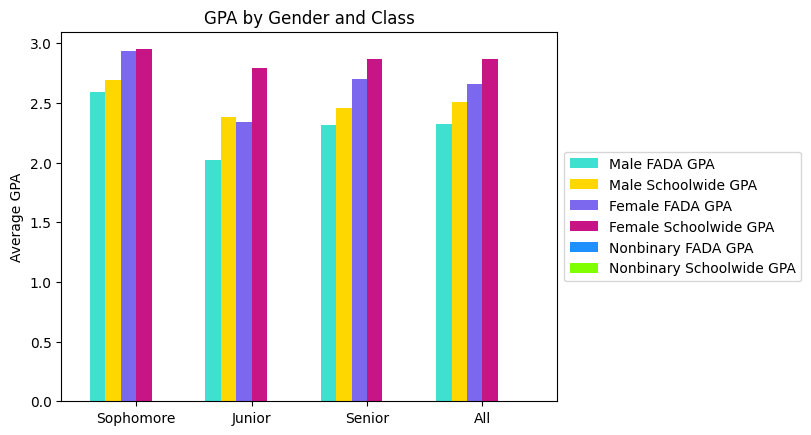 GPA by Gender and Class
Average GPA
3.0
2.5
2.0
1.5
1.0
0.5
0.0
Sophomore
Junior
Senior
All
Male FADA GPA
Male Schoolwide GPA
Female FADA GPA
Female Schoolwide GPA
Nonbinary FADA GPA
Nonbinary Schoolwide GPA